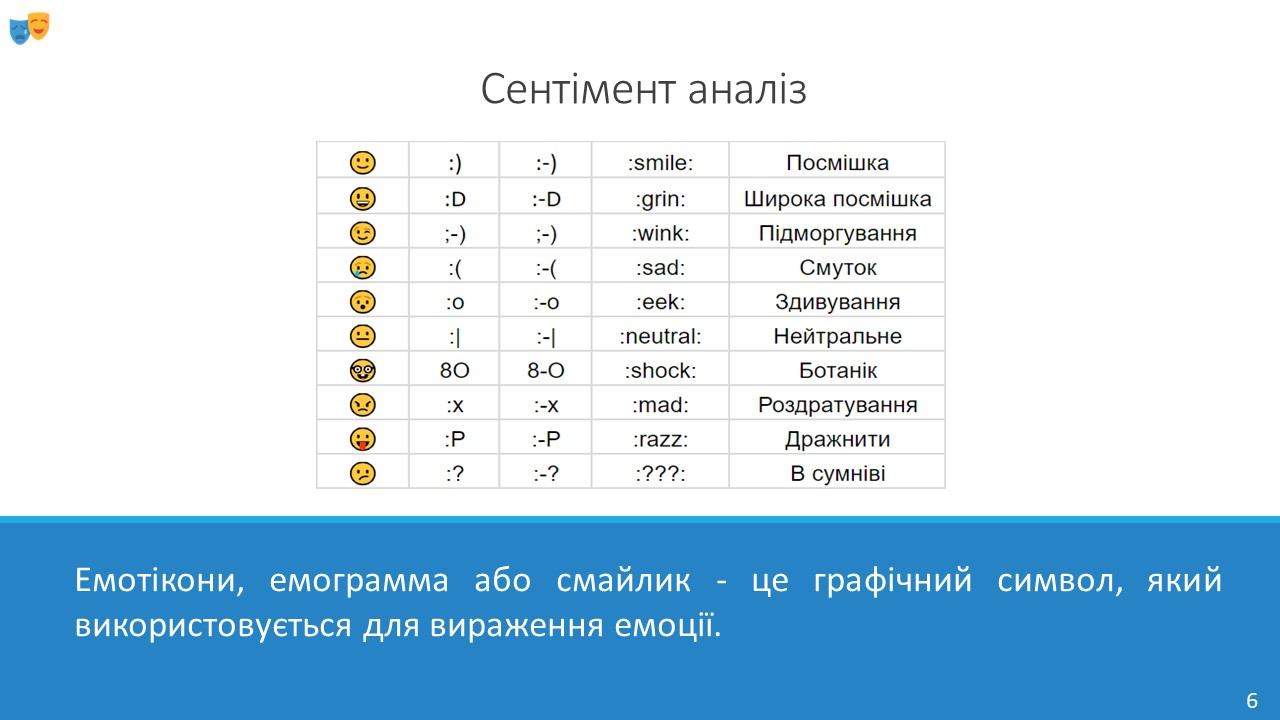 Сентімент аналіз
🙂 :) :-) :smile: Посмішка
😀 :D :-D :grin: Широка посмішка
😉 ;-) ;-) :wink: Підморгування
😢 :( :-( :sad: Смуток
😯 :o :-o :eek: Здивування
😐 :| :-| :neutral: Нейтральне
🤓 8O 8-O :shock: Ботанік
😠 :x :-x :mad: Роздратування
😛 :P :-P :razz: Дражнити
😕 :? :-? :???: В сумніві
Емотікони, емограмма або смайлик - це графічний символ, який
використовується для вираження емоції.
6